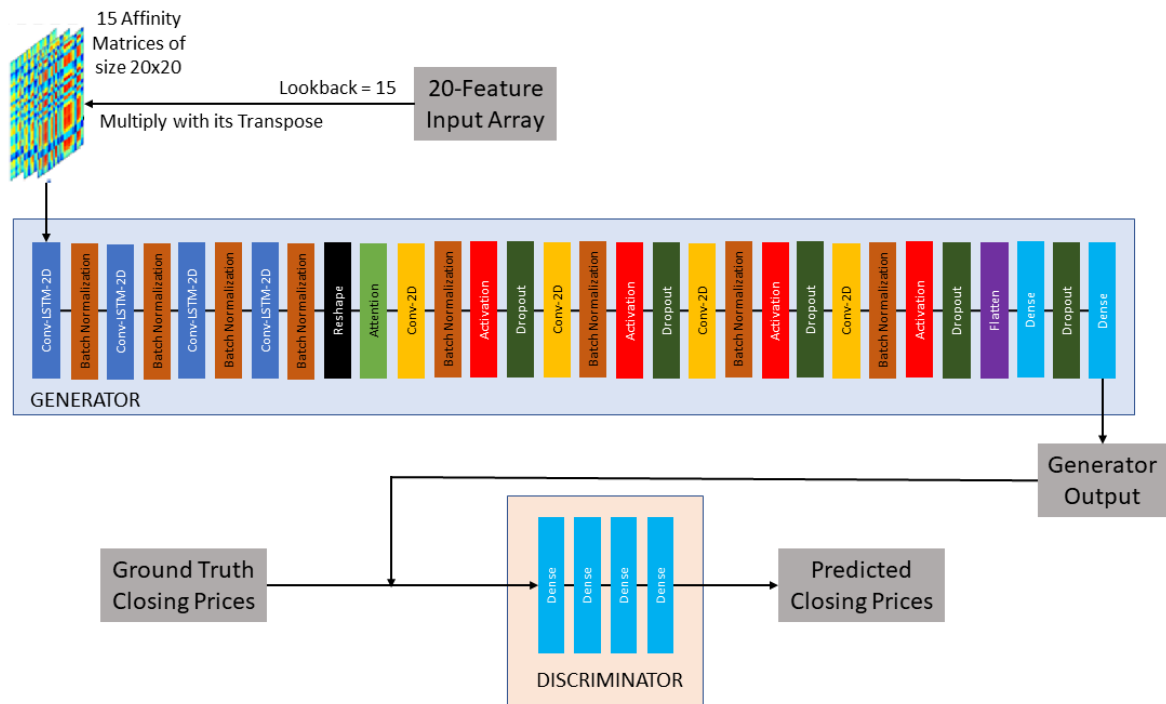 15 Affinity
Matrices of
size 20x20
Lookback = 15
Multiply with its Transpose
20-Feature
Input Array
Conv-LSTM-2D
Batch Normalization
Conv-LSTM-2D
Batch Normalization
Conv-LSTM-2D
Batch Normalization
Conv-LSTM-2D
Batch Normalization
Reshape
Attention
Conv-2D
Batch Normalization
Activation
Dropout
Conv-2D
Batch Normalization
Activation
Dropout
Conv-2D
Batch Normalization
Activation
Dropout
Conv-2D
Batch Normalization
Activation
Dropout
Flatten
Dense
Dropout
Dense
GENERATOR
Generator
Output
Ground Truth
Closing Prices
Dense
Dense
Dense
Dense
DISCRIMINATOR
Predicted
Closing Prices